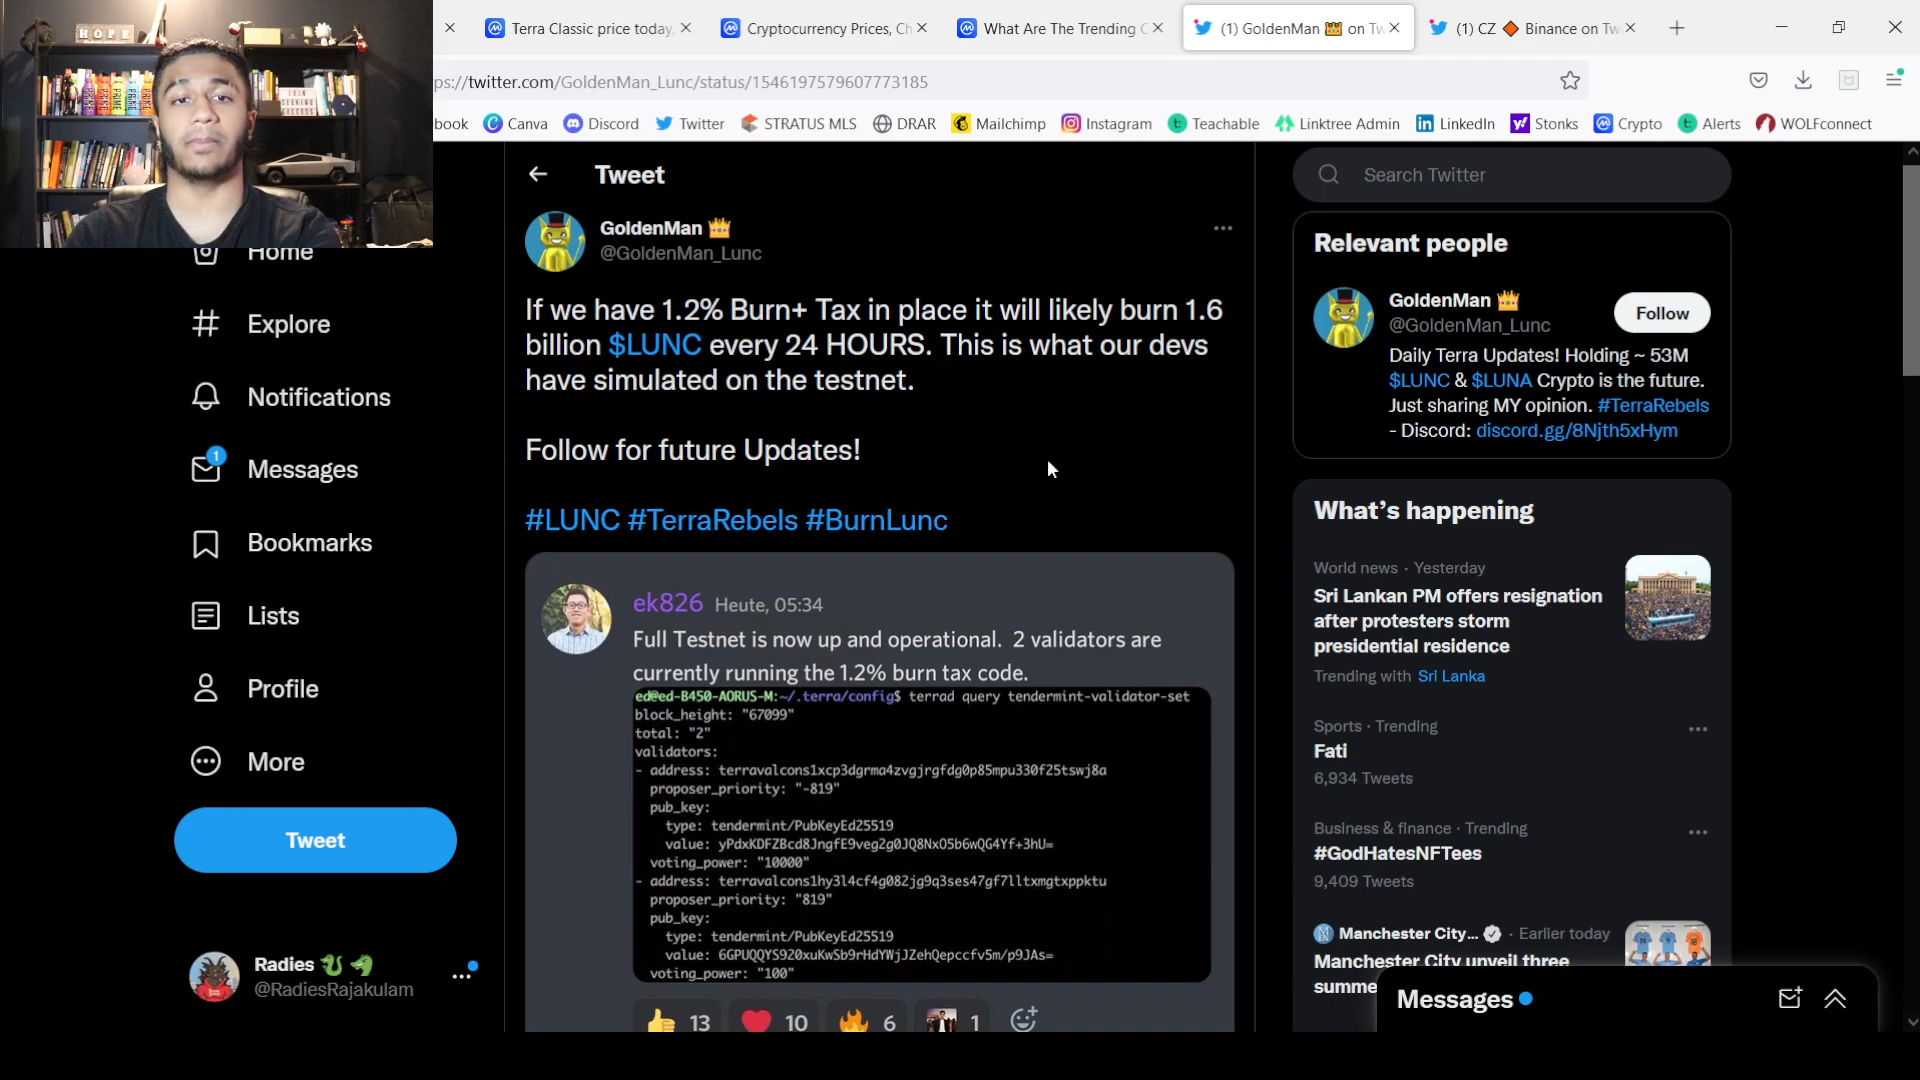 HOPE
Terra Classic price today,
Cryptocurrency Prices, Ch
What Are The Trending C
(1) GoldenMan 👑 on Tw
(1) CZ 🔶 Binance on Tw
ps://twitter.com/GoldenMan_Lunc/status/1546197579607773185
book
Canva
Discord
Twitter
STRATUS MLS
DRAR
Mailchimp
Instagram
Teachable
Linktree Admin
LinkedIn
Stonks
Crypto
Alerts
WOLFconnect
Home
Explore
Notifications
1
Messages
Bookmarks
Lists
Profile
More
Tweet
Radies
@RadiesRajakulam
Tweet
GoldenMan 👑
@GoldenMan_Lunc
If we have 1.2% Burn+ Tax in place it will likely burn 1.6
billion $LUNC every 24 HOURS. This is what our devs
have simulated on the testnet.
Follow for future Updates!
#LUNC #TerraRebels #BurnLunc
ek826 Heute, 05:34
Full Testnet is now up and operational. 2 validators are
currently running the 1.2% burn tax code.
ed@ed-B450-AORUS-M:~/.terra/config$ terrad query tendermint-validator-set
block_height: "67099"
total: "2"
validators:
- address: terravalcons1xcp3dgrma4zvgjrgfdg0p85mpu330f25tswj8a
proposer_priority: "-819"
pub_key:
type: tendermint/PubKeyEd25519
value: yPdxKDFZBcd8JngfE9veg2g0JQ8NxO5b6wQG4Yf+3hU=
voting_power: "10000"
- address: terravalcons1hy3l4cf4g082jg9q3ses47gf7lltxmgtxppktu
proposer_priority: "819"
pub_key:
type: tendermint/PubKeyEd25519
value: 6GPUQQYS920xuKwSb9rHdYWjJZehQepccfv5m/p9JAs=
voting_power: "100"
13
10
6
1
Search Twitter
Relevant people
GoldenMan 👑
@GoldenMan_Lunc
Follow
Daily Terra Updates! Holding ~ 53M
$LUNC & $LUNA Crypto is the future.
Just sharing MY opinion. #TerraRebels
- Discord: discord.gg/8Njth5xHym
What's happening
World news · Yesterday
Sri Lankan PM offers resignation
after protesters storm
presidential residence
Trending with Sri Lanka
Sports · Trending
Fati
6,934 Tweets
Business & finance · Trending
#GodHatesNFTees
9,409 Tweets
Manchester City... · Earlier today
Manchester City unveil three
summe
Messages